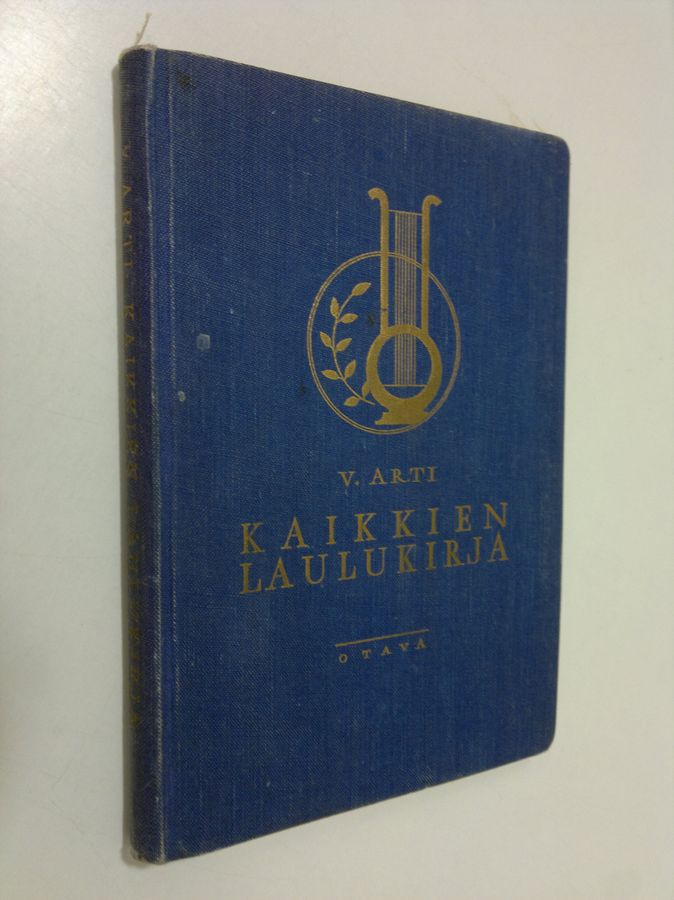 V. ARTI
KAIKKIEN
LAULUKIRJA
OTAVA
V. ARTI KAIKKIEN LAULUKIRJA